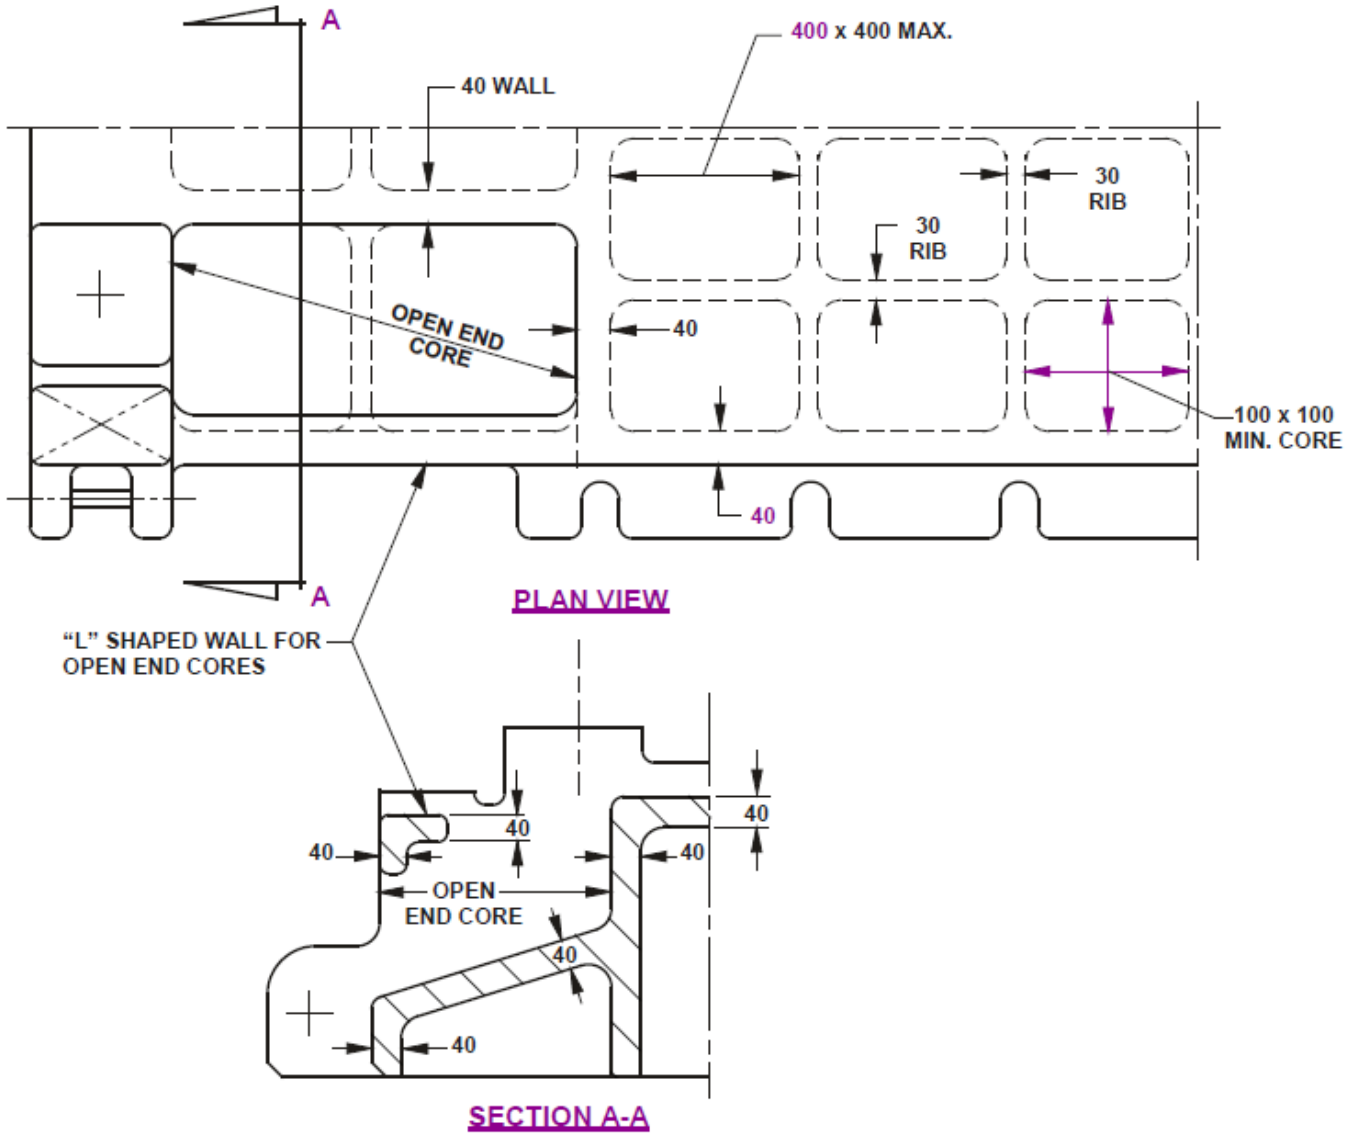 A
400 x 400 MAX.
40 WALL
30
RIB
30
RIB
OPEN END
CORE
40
100 x 100
MIN. CORE
40
A
PLAN VIEW
“L” SHAPED WALL FOR
OPEN END CORES
40
40
40
40
OPEN
END CORE
40
40
SECTION A-A